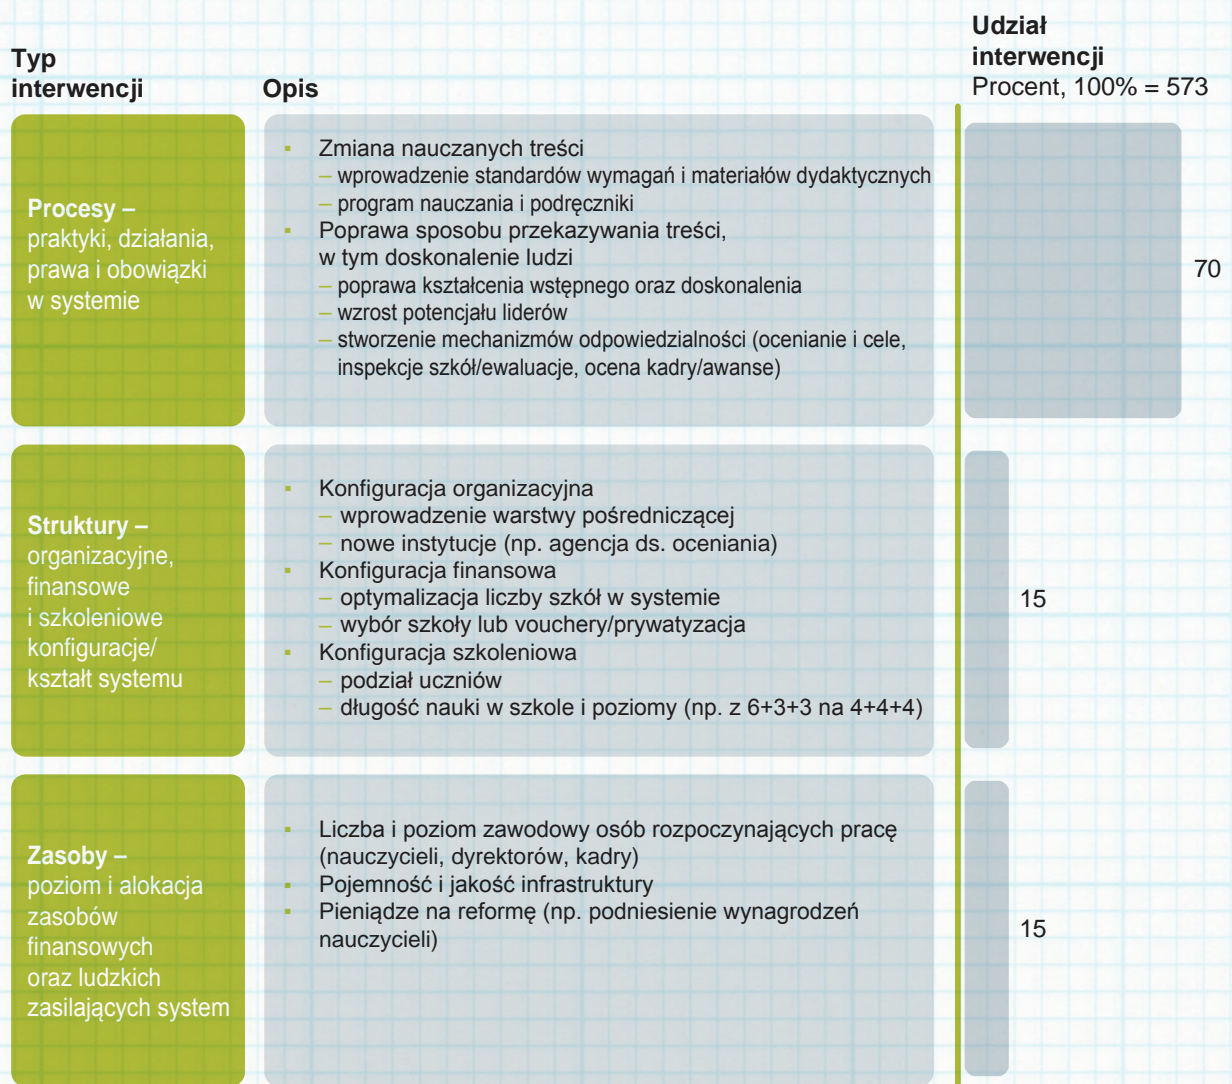 Typ
interwencji
Opis
Udział
interwencji
Procent, 100% = 573
Procesy –
praktyki, działania,
prawa i obowiązki
w systemie
▪ Zmiana nauczanych treści
– wprowadzenie standardów wymagań i materiałów dydaktycznych
– program nauczania i podręczniki
▪ Poprawa sposobu przekazywania treści,
w tym doskonalenie ludzi
– poprawa kształcenia wstępnego oraz doskonalenia
– wzrost potencjału liderów
– stworzenie mechanizmów odpowiedzialności (ocenianie i cele,
inspekcje szkół/ewaluacje, ocena kadry/awanse)
70
Struktury –
organizacyjne,
finansowe
i szkoleniowe
konfiguracje/
kształt systemu
▪ Konfiguracja organizacyjna
– wprowadzenie warstwy pośredniczącej
– nowe instytucje (np. agencja ds. oceniania)
▪ Konfiguracja finansowa
– optymalizacja liczby szkół w systemie
– wybór szkoły lub vouchery/prywatyzacja
▪ Konfiguracja szkoleniowa
– podział uczniów
– długość nauki w szkole i poziomy (np. z 6+3+3 na 4+4+4)
15
Zasoby –
poziom i alokacja
zasobów
finansowych
oraz ludzkich
zasilających system
▪ Liczba i poziom zawodowy osób rozpoczynających pracę
(nauczycieli, dyrektorów, kadry)
▪ Pojemność i jakość infrastruktury
▪ Pieniądze na reformę (np. podniesienie wynagrodzeń
nauczycieli)
15